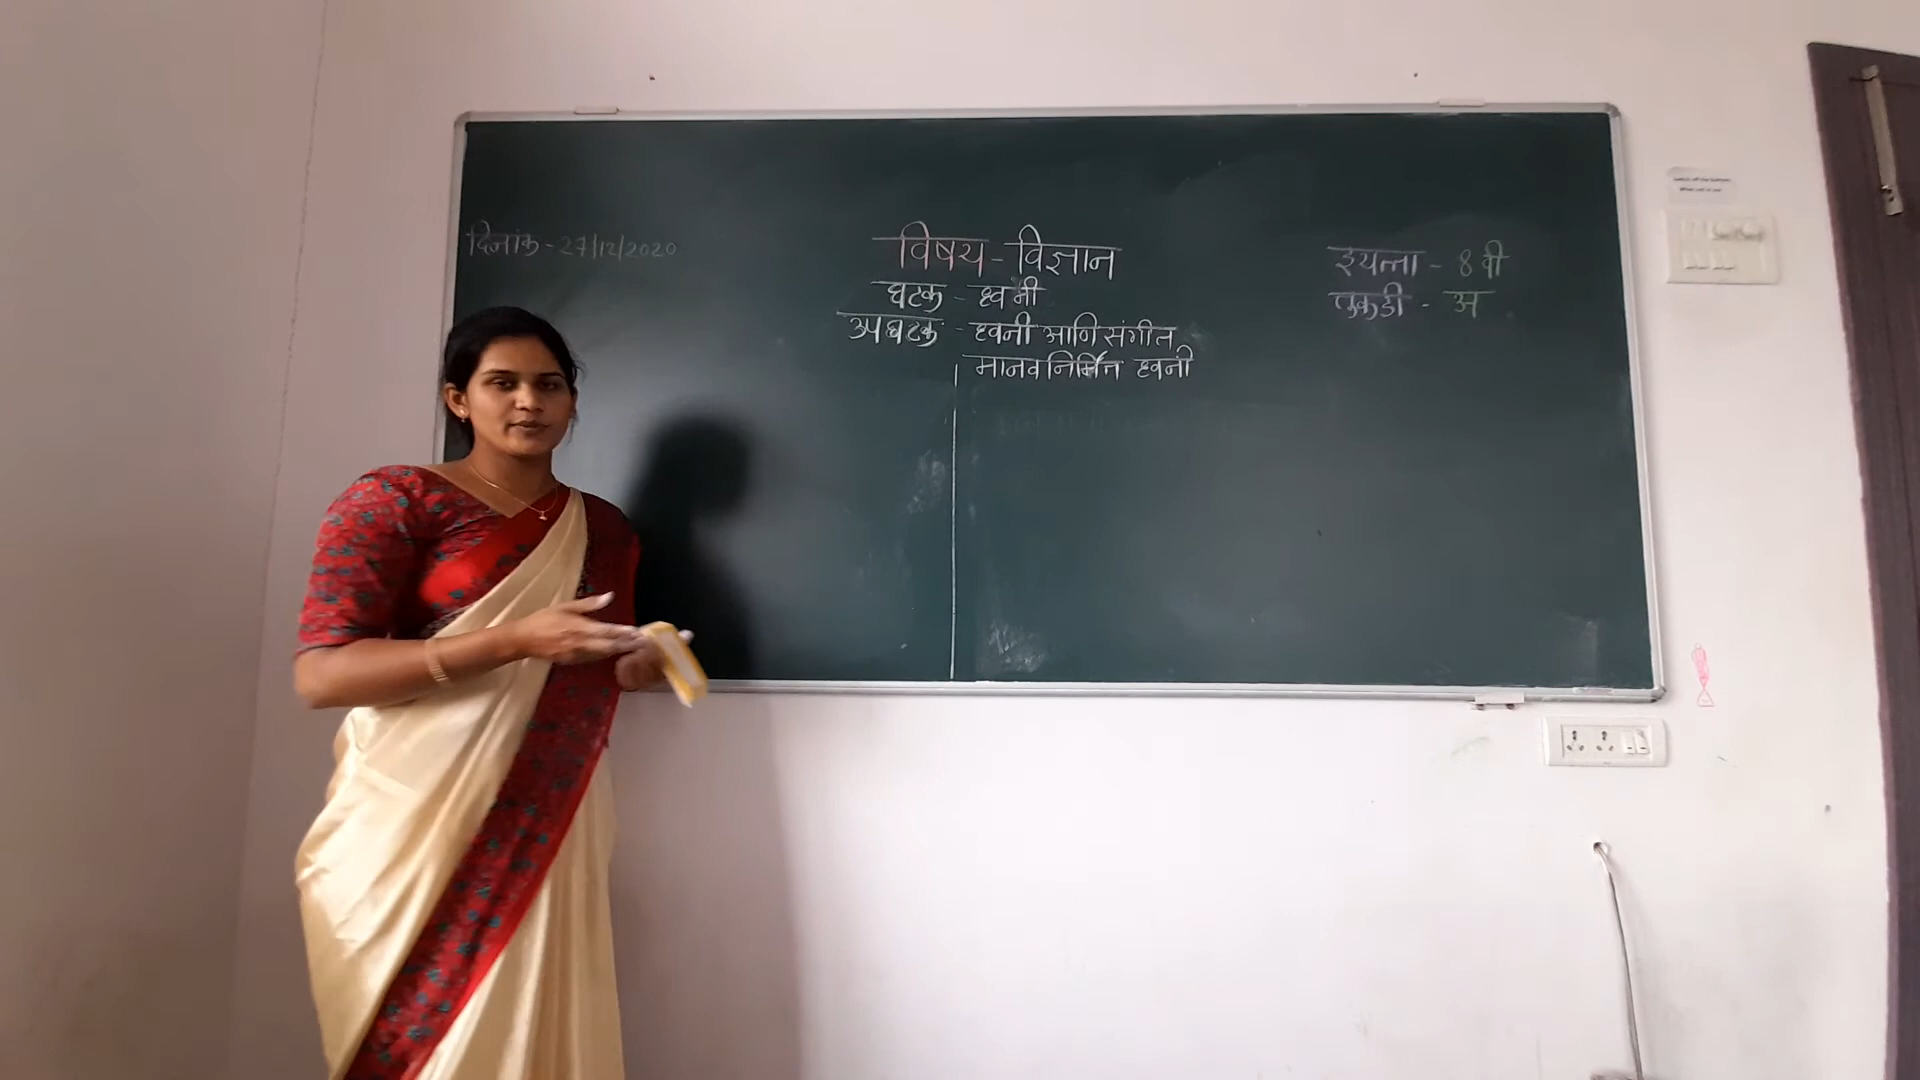 दिनांक - 27/12/2020
विषय - विज्ञान
घटक - ध्वनी
उपघटक - ध्वनी आणि संगीत
मानवनिर्मित ध्वनी
इयत्ता - 8 वी
तुकडी - अ